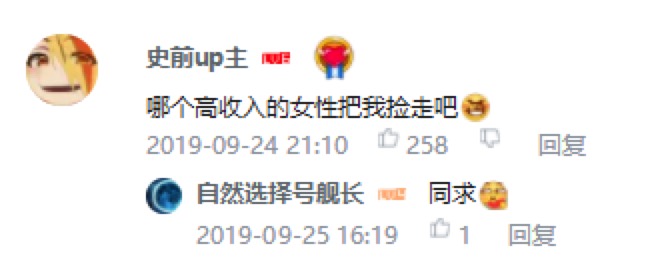 史前up主
哪个高收入的女性把我捡走吧
2019-09-24 21:10 258 回复
自然选择号舰长 同求
2019-09-25 16:19 1 回复